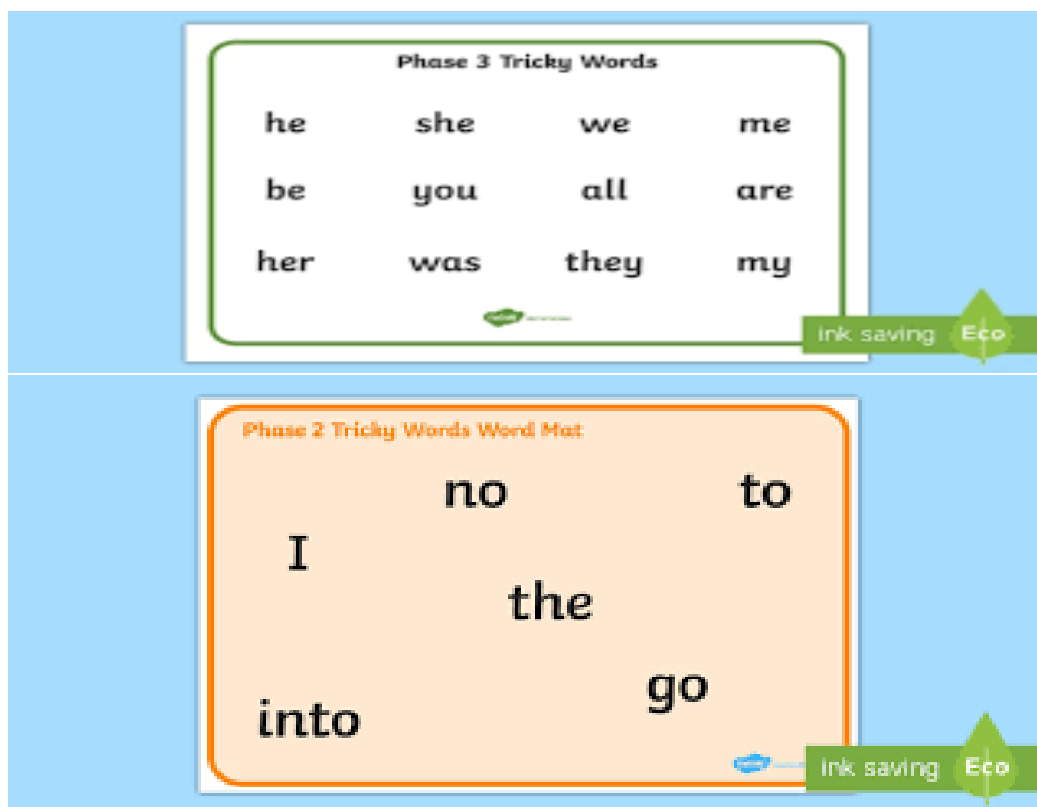 Phase 3 Tricky Words
he she we me
be you all are
her was they my
ink saving Eco
Phase 2 Tricky Words Word Mat
no to
I
the
go
into
ink saving Eco